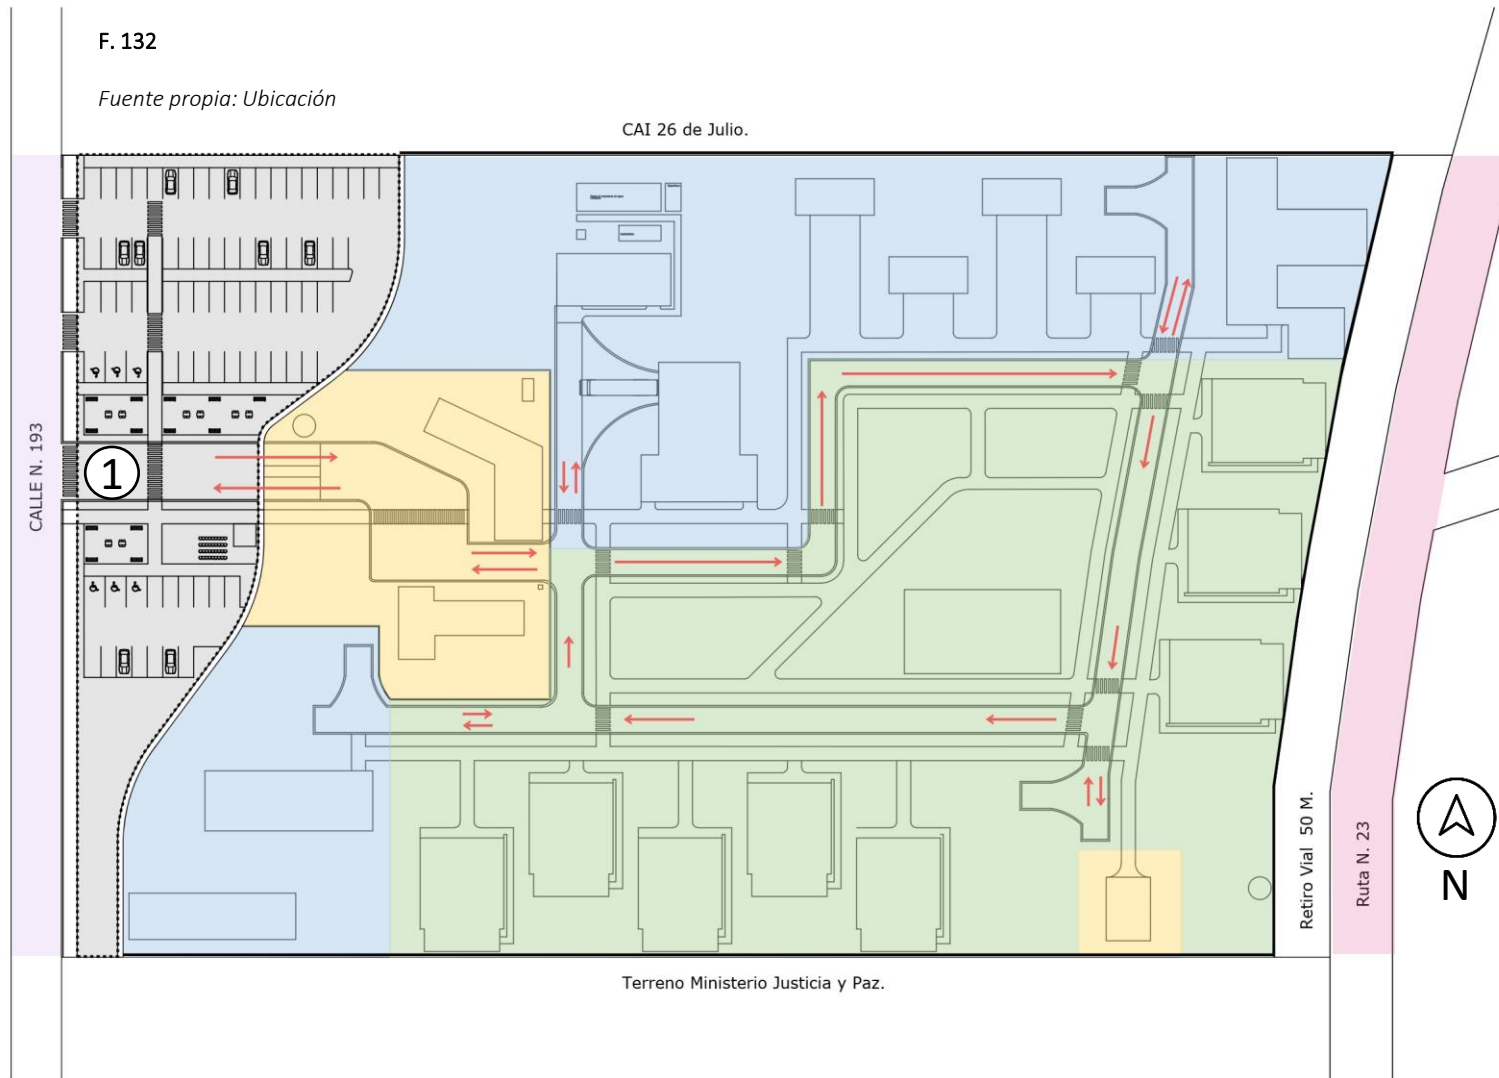 F. 132
Fuente propia: Ubicación
CAI 26 de Julio.
CALLE N. 193
1
Retiro Vial 50 M.
Ruta N. 23
N
Terreno Ministerio Justicia y Paz.